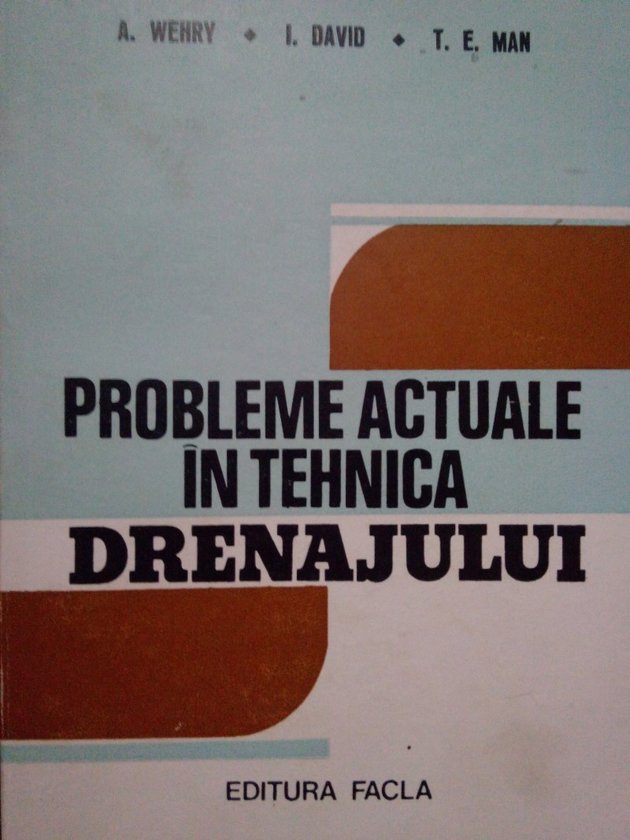 A. WEHRY ◆ I. DAVID ◆ T. E. MAN
PROBLEME ACTUALE
ÎN TEHNICA
DRENAJULUI
EDITURA FACLA